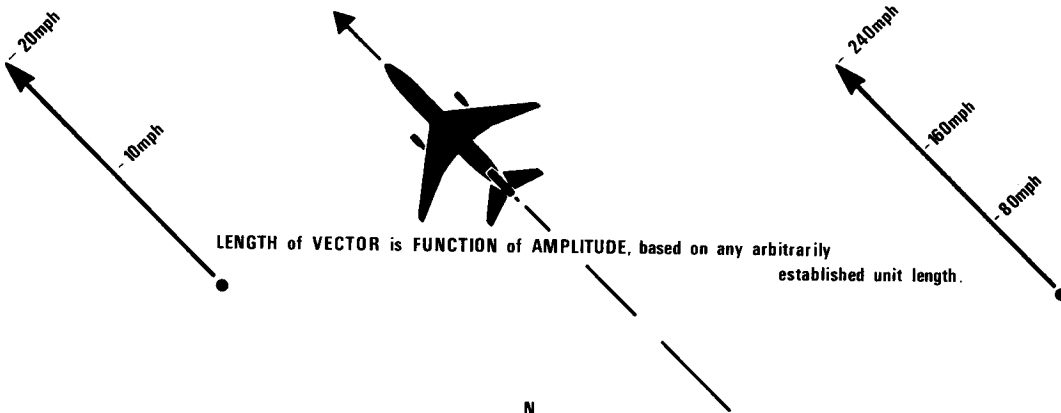 - 20mph
- 10mph
- 240mph
- 160mph
- 80mph
LENGTH of VECTOR is FUNCTION of AMPLITUDE, based on any arbitrarily
established unit length.
N